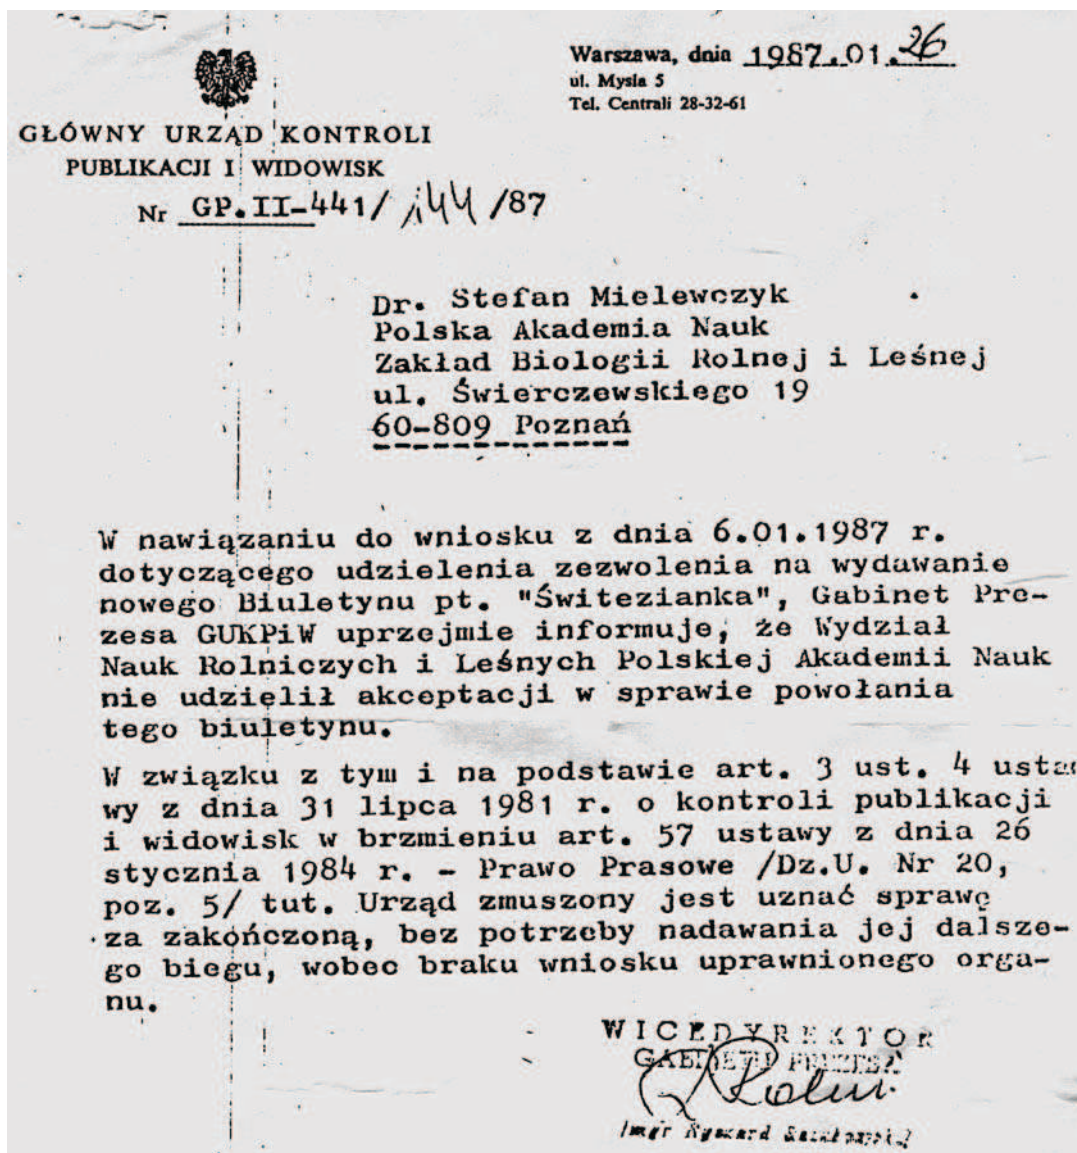 Warszawa, dnia 1987.01.26
ul. Mysia 5
Tel. Centrali 28-32-61
GŁÓWNY URZĄD KONTROLI
PUBLIKACJI I WIDOWISK
Nr GP.II-441/144/87
Dr. Stefan Mielewczyk
Polska Akademia Nauk
Zakład Biologii Rolnej i Leśnej
ul. Świerczewskiego 19
60-809 Poznań
W nawiązaniu do wniosku z dnia 6.01.1987 r.
dotyczącego udzielenia zezwolenia na wydawanie
nowego Biuletynu pt. "Świtezianka", Gabinet Pre-
zesa GUKPiW uprzejmie informuje, że Wydział
Nauk Rolniczych i Leśnych Polskiej Akademii Nauk
nie udzielił akceptacji w sprawie powołania
tego biuletynu.
W związku z tym i na podstawie art. 3 ust. 4 usta
wy z dnia 31 lipca 1981 r. o kontroli publikacji
i widowisk w brzmieniu art. 57 ustawy z dnia 26
stycznia 1984 r. - Prawo Prasowe /Dz.U. Nr 20,
poz. 5/ tut. Urząd zmuszony jest uznać sprawę
za zakończoną, bez potrzeby nadawania jej dalsze-
go biegu, wobec braku wniosku uprawnionego orga-
nu.
WICEDYREKTOR
GABINETU PREZESA
mgr Ryszard